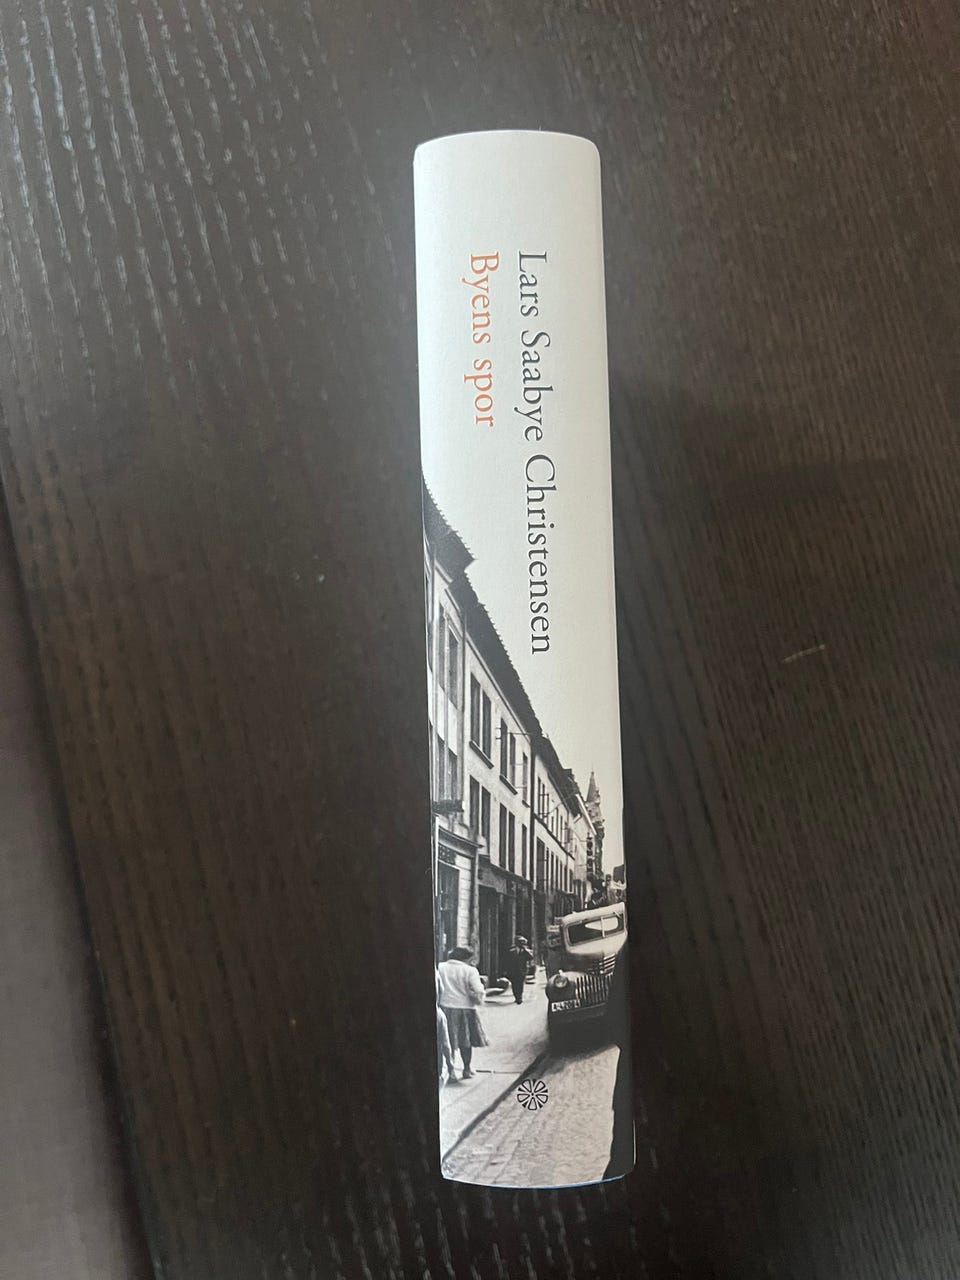 Lars Saabye Christensen
Byens spor